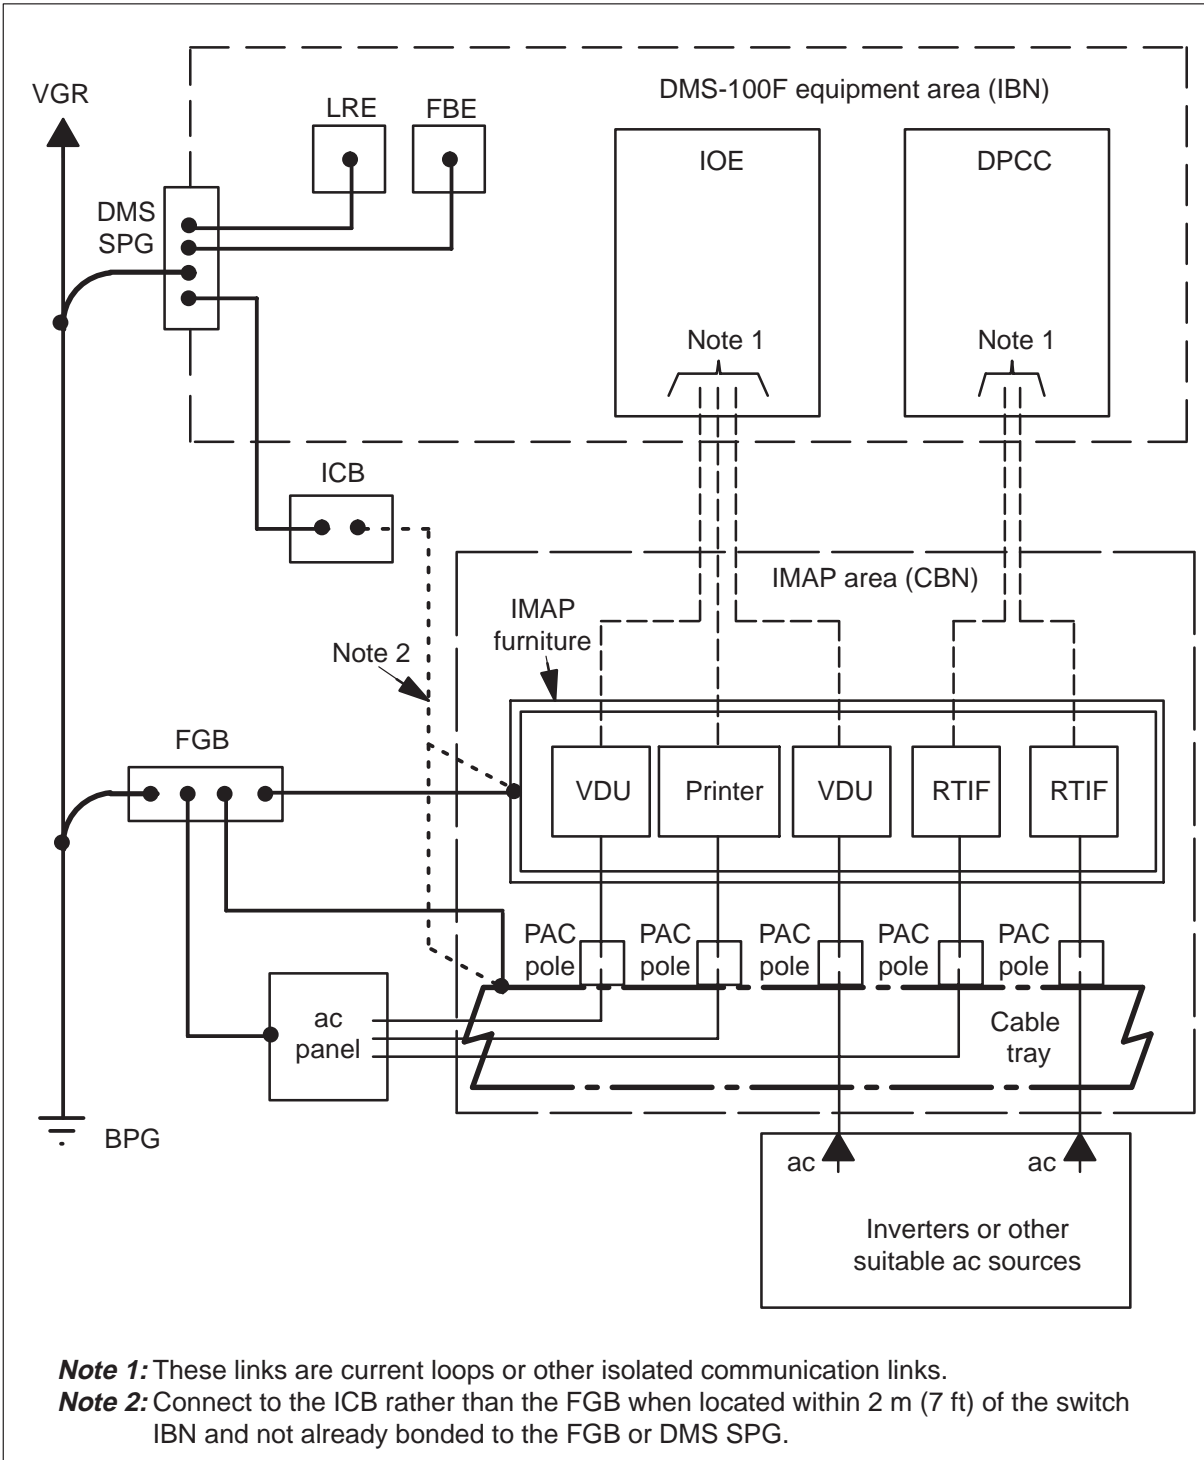 DMS-100F equipment area (IBN)
VGR
LRE
FBE
IOE
DPCC
DMS
SPG
Note 1
Note 1
ICB
IMAP area (CBN)
IMAP
furniture
Note 2
FGB
VDU
Printer
VDU
RTIF
RTIF
PAC
pole
PAC
pole
PAC
pole
PAC
pole
PAC
pole
ac
panel
Cable
tray
BPG
ac
ac
Inverters or other
suitable ac sources
Note 1: These links are current loops or other isolated communication links.
Note 2: Connect to the ICB rather than the FGB when located within 2 m (7 ft) of the switch
IBN and not already bonded to the FGB or DMS SPG.